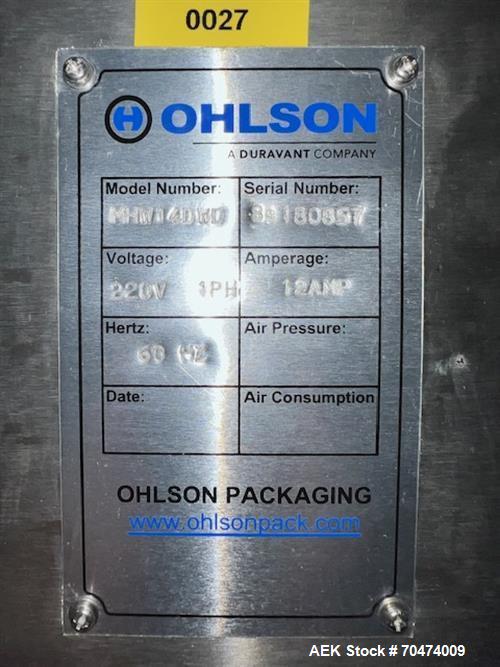 0027
OHLSON
A DURAVANT COMPANY
Model Number: Serial Number:
Voltage: Amperage:
220V 1PH 12AMP
Hertz: Air Pressure:
60 HZ
Date: Air Consumption
OHLSON PACKAGING
www.ohlsonpack.com
AEK Stock# 70474009